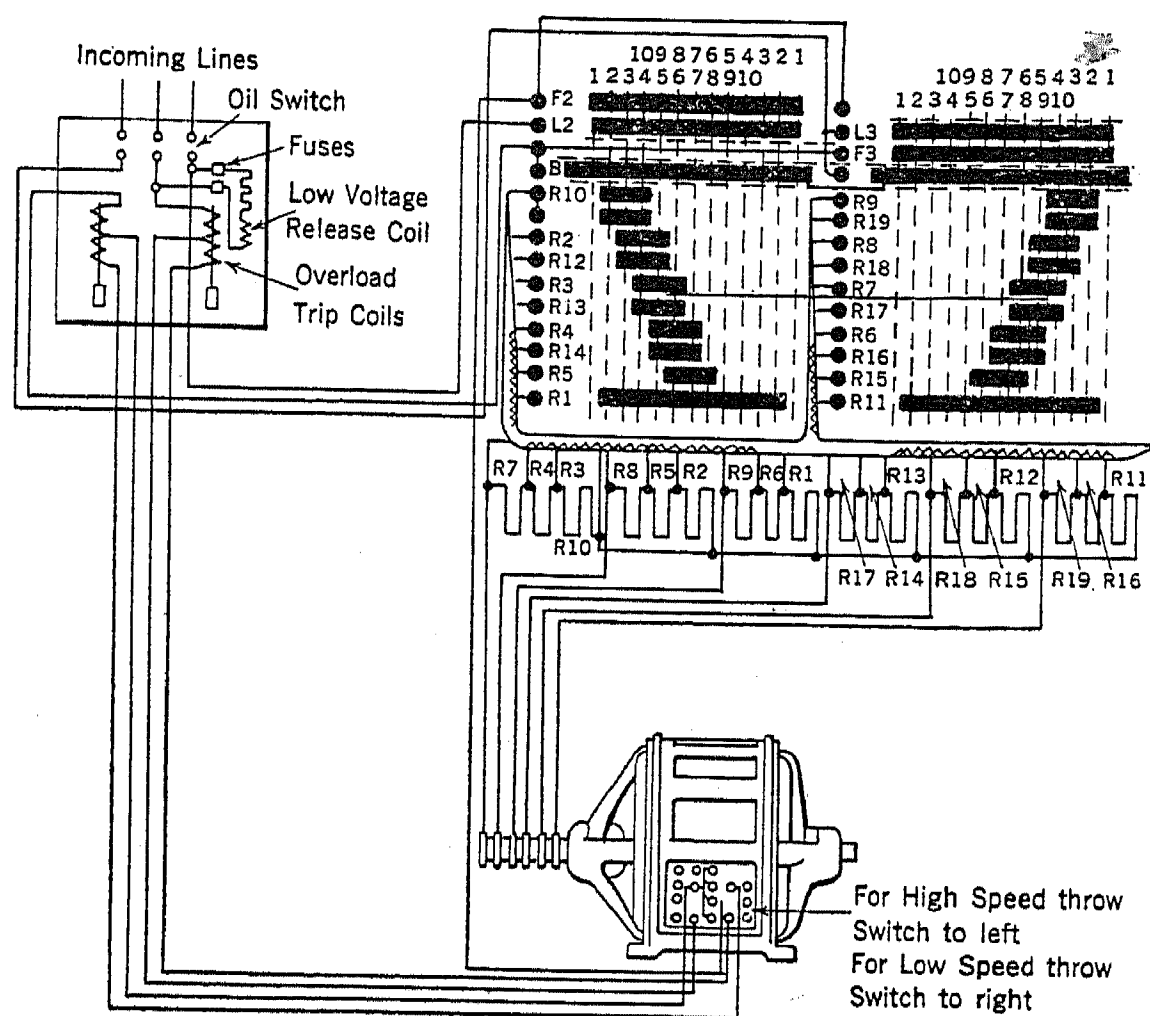 Incoming Lines
Oil Switch
Fuses
Low Voltage
Release Coil
Overload
Trip Coils
10 9 8 7 6 5 4 3 2 1
1 2 3 4 5 6 7 8 9 10
F2
L2
B
R10
R2
R12
R3
R13
R4
R14
R5
R1
10 9 8 7 6 5 4 3 2 1
1 2 3 4 5 6 7 8 9 10
L3
F3
R9
R19
R8
R18
R7
R17
R6
R16
R15
R11
R7 R4 R3 R8 R5 R2 R9 R6 R1 R13 R12 R11
R10
R17 R14 R18 R15 R19 R16
For High Speed throw
Switch to left
For Low Speed throw
Switch to right